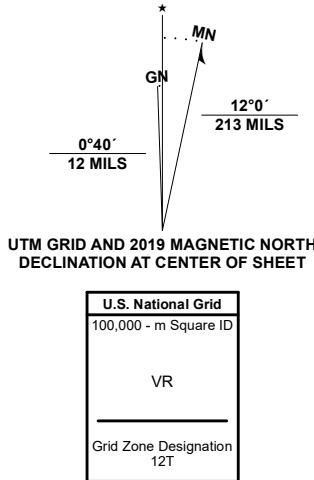 MN
GN
0°40´
12 MILS
12°0´
213 MILS
UTM GRID AND 2019 MAGNETIC NORTH
DECLINATION AT CENTER OF SHEET
U.S. National Grid
100,000 - m Square ID
VR
Grid Zone Designation
12T